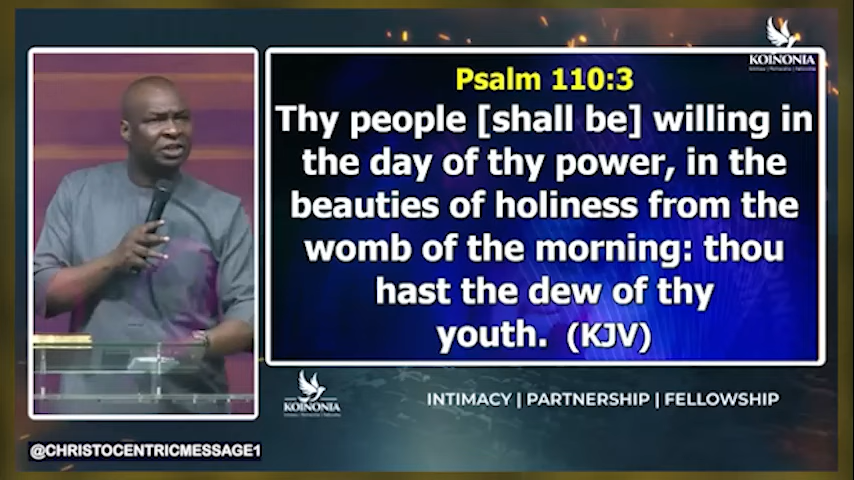 KOINONIA
Psalm 110:3
Thy people [shall be] willing in
the day of thy power, in the
beauties of holiness from the
womb of the morning: thou
hast the dew of thy
youth. (KJV)
KOINONIA
INTIMACY | PARTNERSHIP | FELLOWSHIP
@CHRISTOCENTRICMESSAGE1